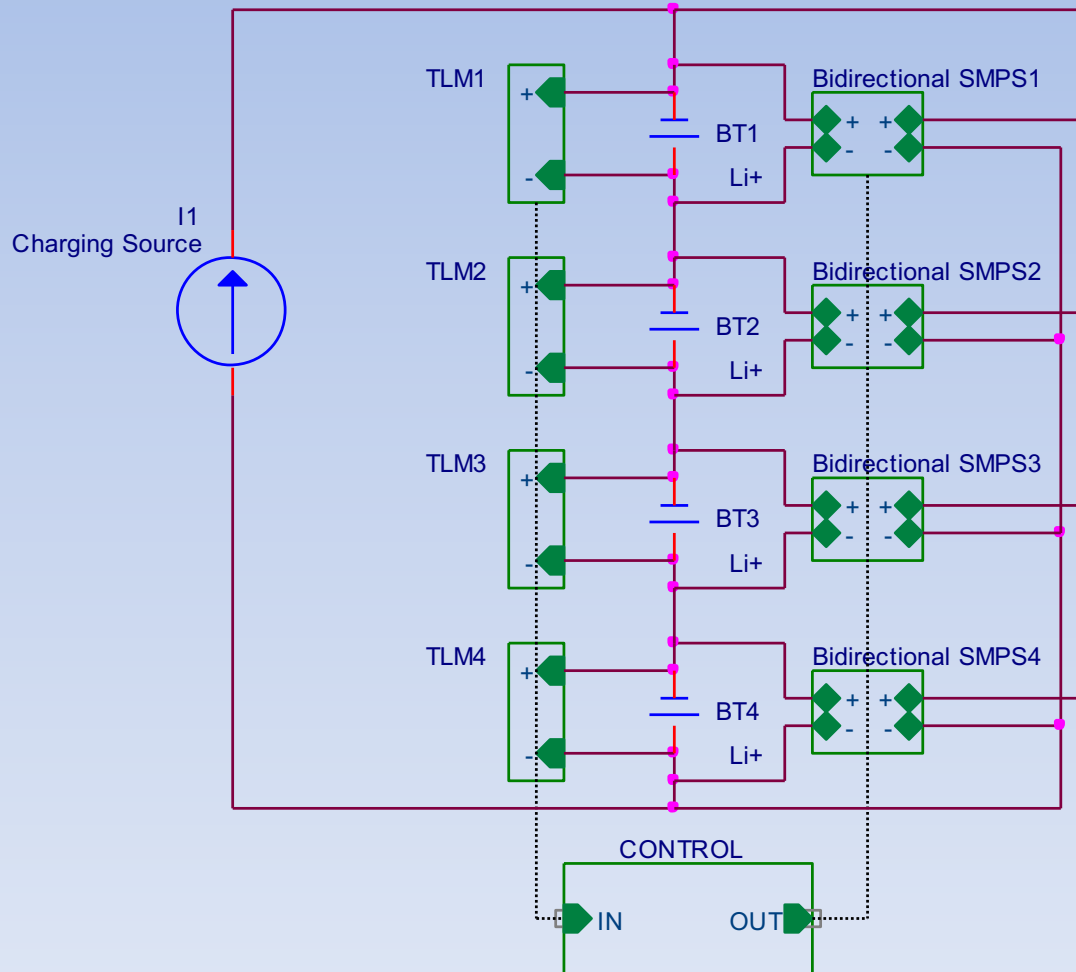 TLM1
+
-
BT1
Li+
Bidirectional SMPS1
+ +
- -
I1
Charging Source
TLM2
+
-
BT2
Li+
Bidirectional SMPS2
+ +
- -
TLM3
+
-
BT3
Li+
Bidirectional SMPS3
+ +
- -
TLM4
+
-
BT4
Li+
Bidirectional SMPS4
+ +
- -
CONTROL
IN
OUT